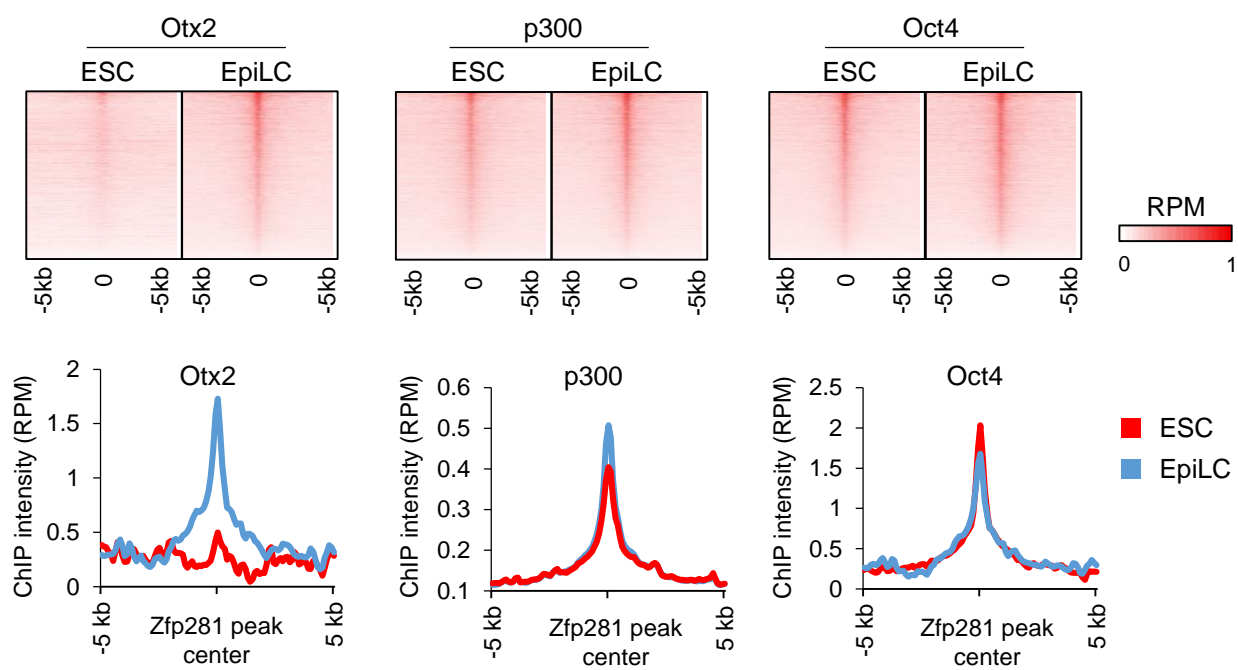 Otx2 p300 Oct4
ESC EpiLC ESC EpiLC ESC EpiLC
RPM
0 1
-5kb 0 -5kb 0 -5kb -5kb 0 -5kb 0 -5kb -5kb 0 -5kb 0 -5kb
Otx2
ChIP intensity (RPM)
2
1.5
1
0.5
0
-5 kb
Zfp281 peak
center
5 kb
p300
ChIP intensity (RPM)
0.6
0.5
0.4
0.3
0.2
0.1
-5 kb
Zfp281 peak
center
5 kb
Oct4
ChIP intensity (RPM)
2.5
2
1.5
1
0.5
0
-5 kb
Zfp281 peak
center
5 kb
ESC
EpiLC